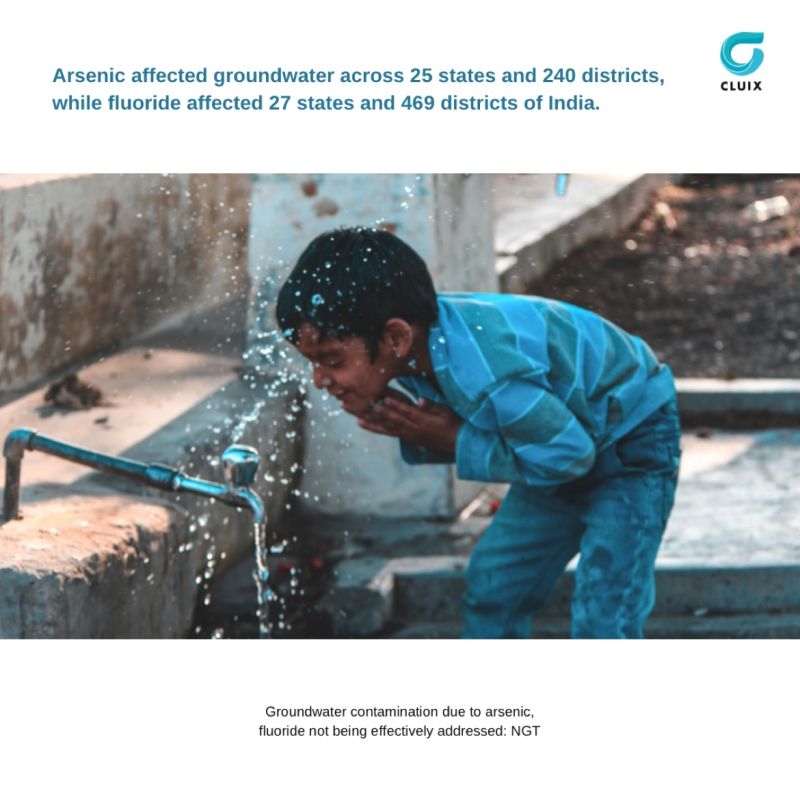 Arsenic affected groundwater across 25 states and 240 districts,
while fluoride affected 27 states and 469 districts of India.
CLUIX
Groundwater contamination due to arsenic,
fluoride not being effectively addressed: NGT